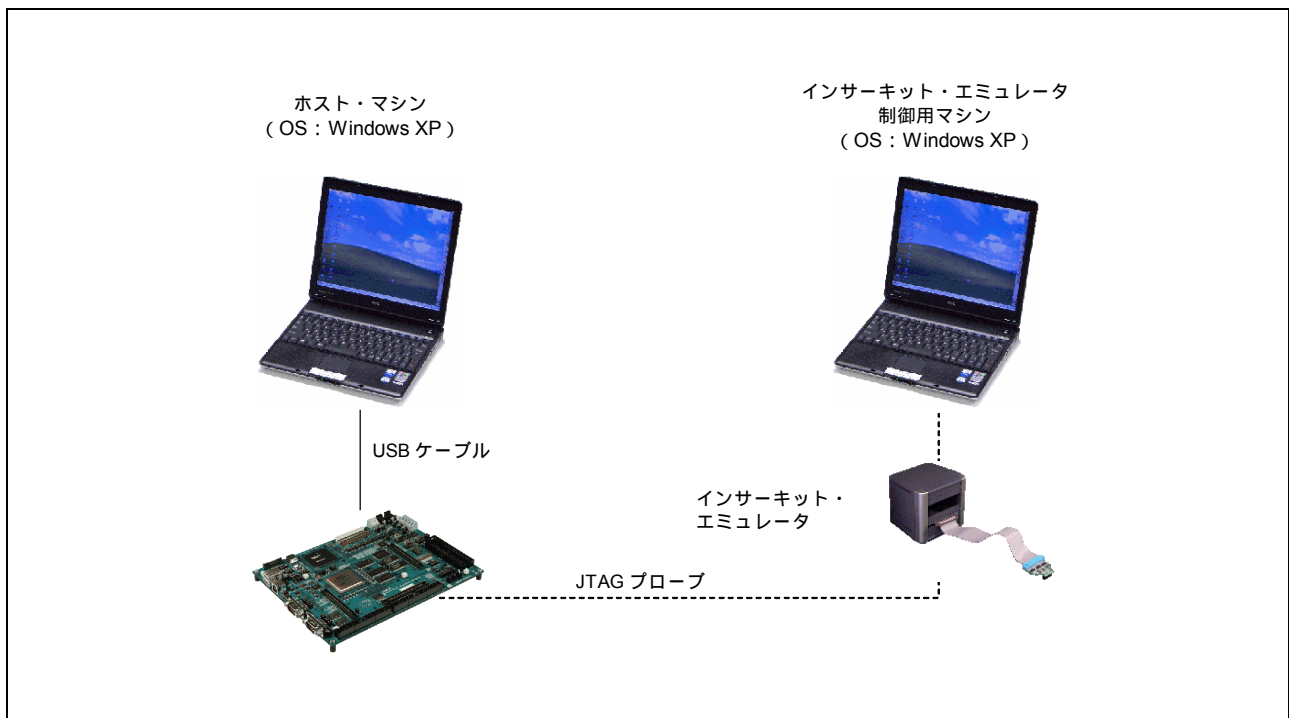 ホスト・マシン
(OS:Windows XP)
インサーキット・エミュレータ
制御用マシン
(OS:Windows XP)
USB ケーブル
インサーキット・
エミュレータ
JTAG プローブ